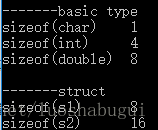 -------basic type
sizeof(char)    1
sizeof(int)     4
sizeof(double)  8
-------struct
sizeof(s1)      8
sizeof(s2)      16